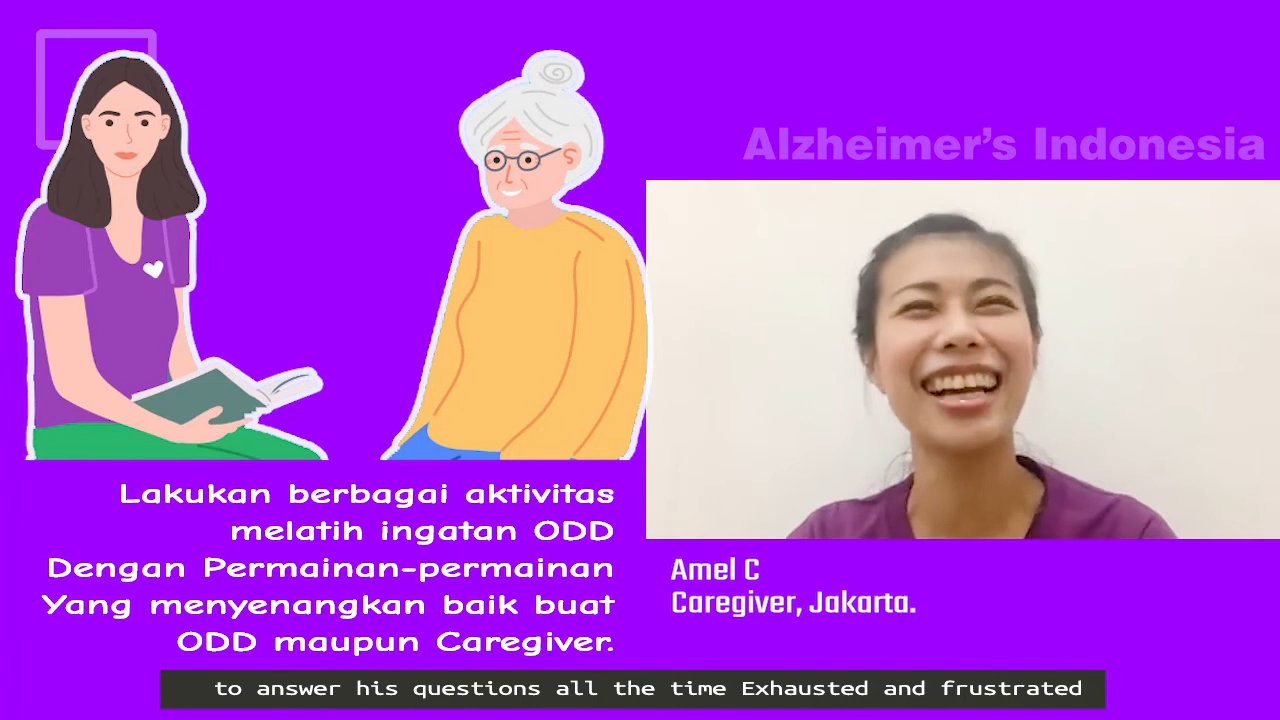 Alzheimer's Indonesia
Lakukan berbagai aktivitas
melatih ingatan ODD
Dengan Permainan-permainan
Yang menyenangkan baik buat
ODD maupun Caregiver.
Amel C
Caregiver, Jakarta.
to answer his questions all the time Exhausted and frustrated